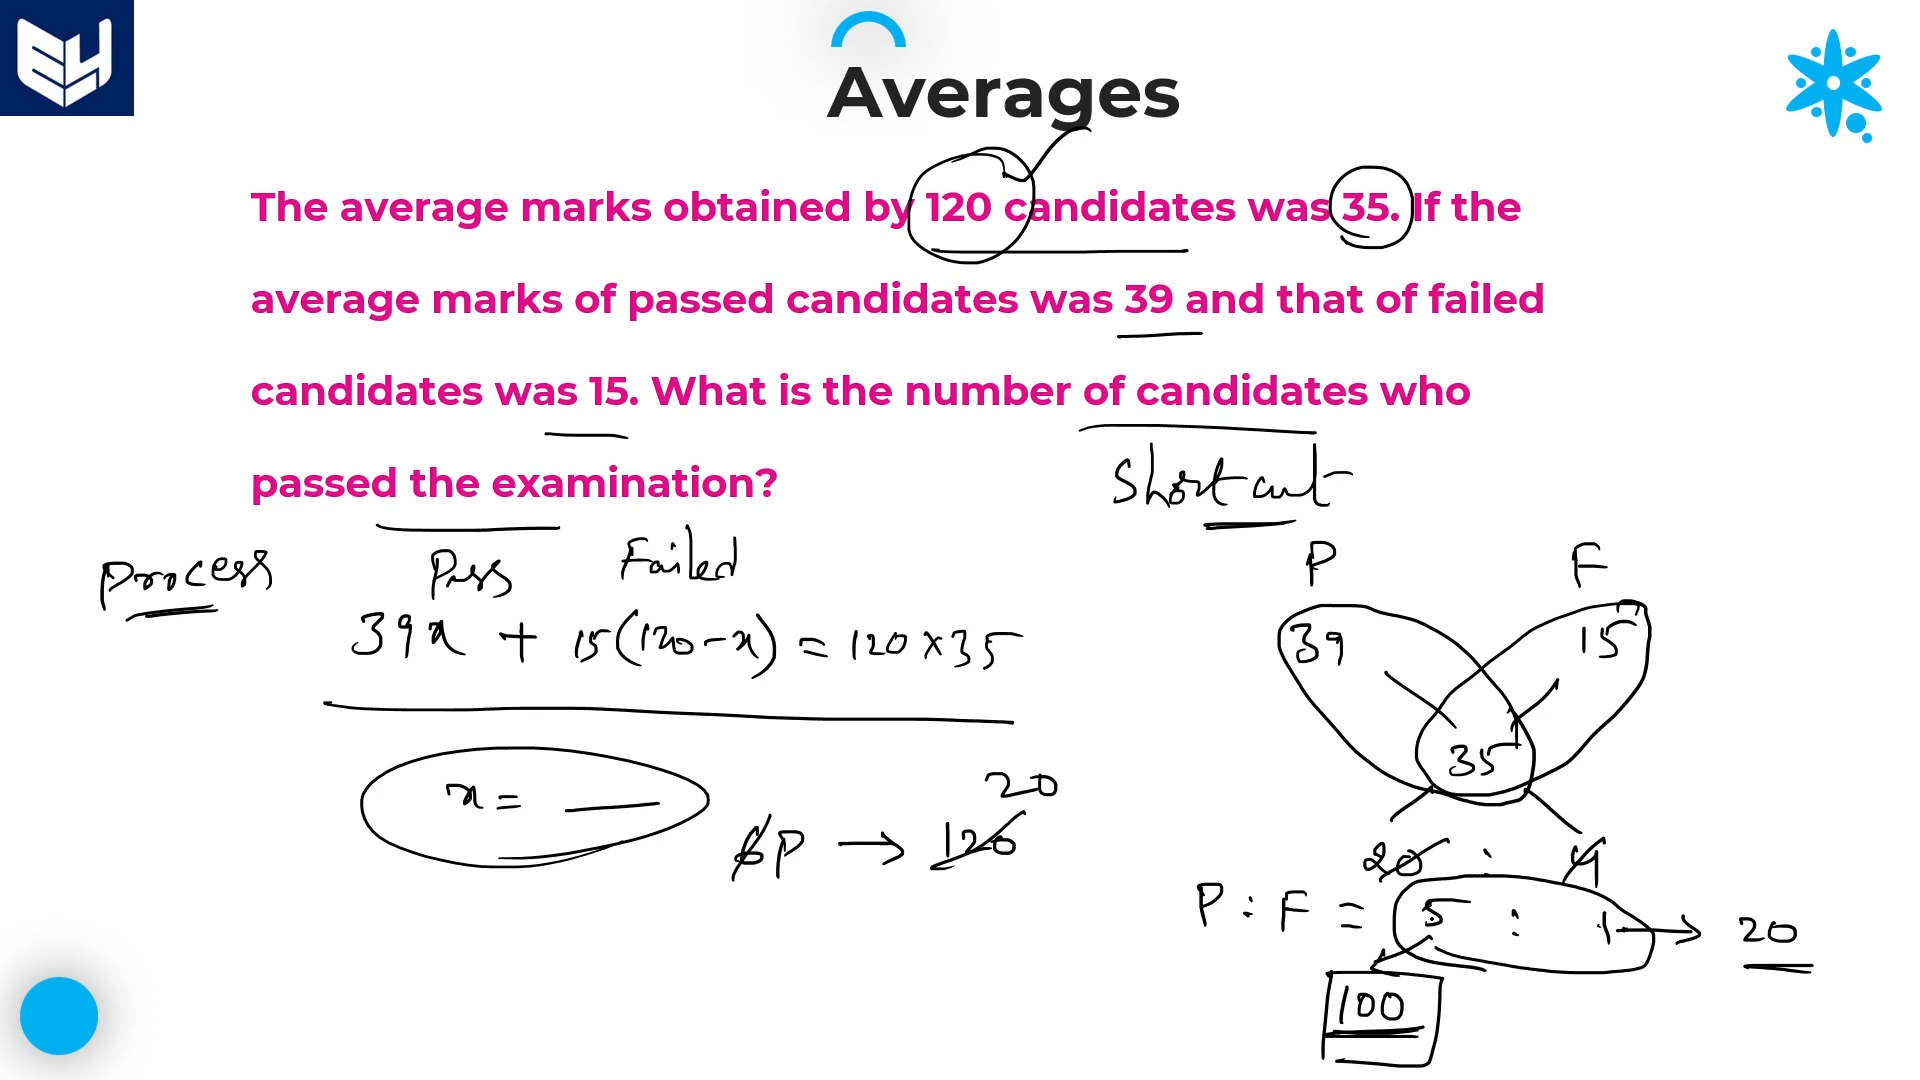 Averages
The average marks obtained by 120 candidates was 35. If the
average marks of passed candidates was 39 and that of failed
candidates was 15. What is the number of candidates who
passed the examination?
Shortcut
Process
Pass Failed
39x + 15(120-x) = 120×35
x =
6P → 120
20
P F
39 15
35
20 : 4
P : F = 5 : 1 → 20
100